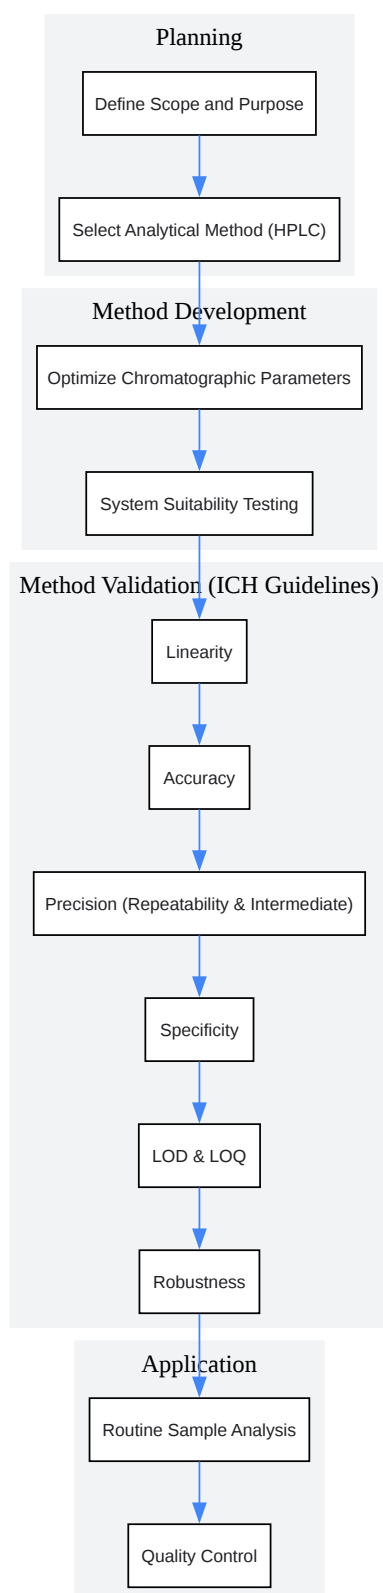 Planning
Define Scope and Purpose
Select Analytical Method (HPLC)
Method Development
Optimize Chromatographic Parameters
System Suitability Testing
Method Validation (ICH Guidelines)
Linearity
Accuracy
Precision (Repeatability & Intermediate)
Specificity
LOD & LOQ
Robustness
Application
Routine Sample Analysis
Quality Control